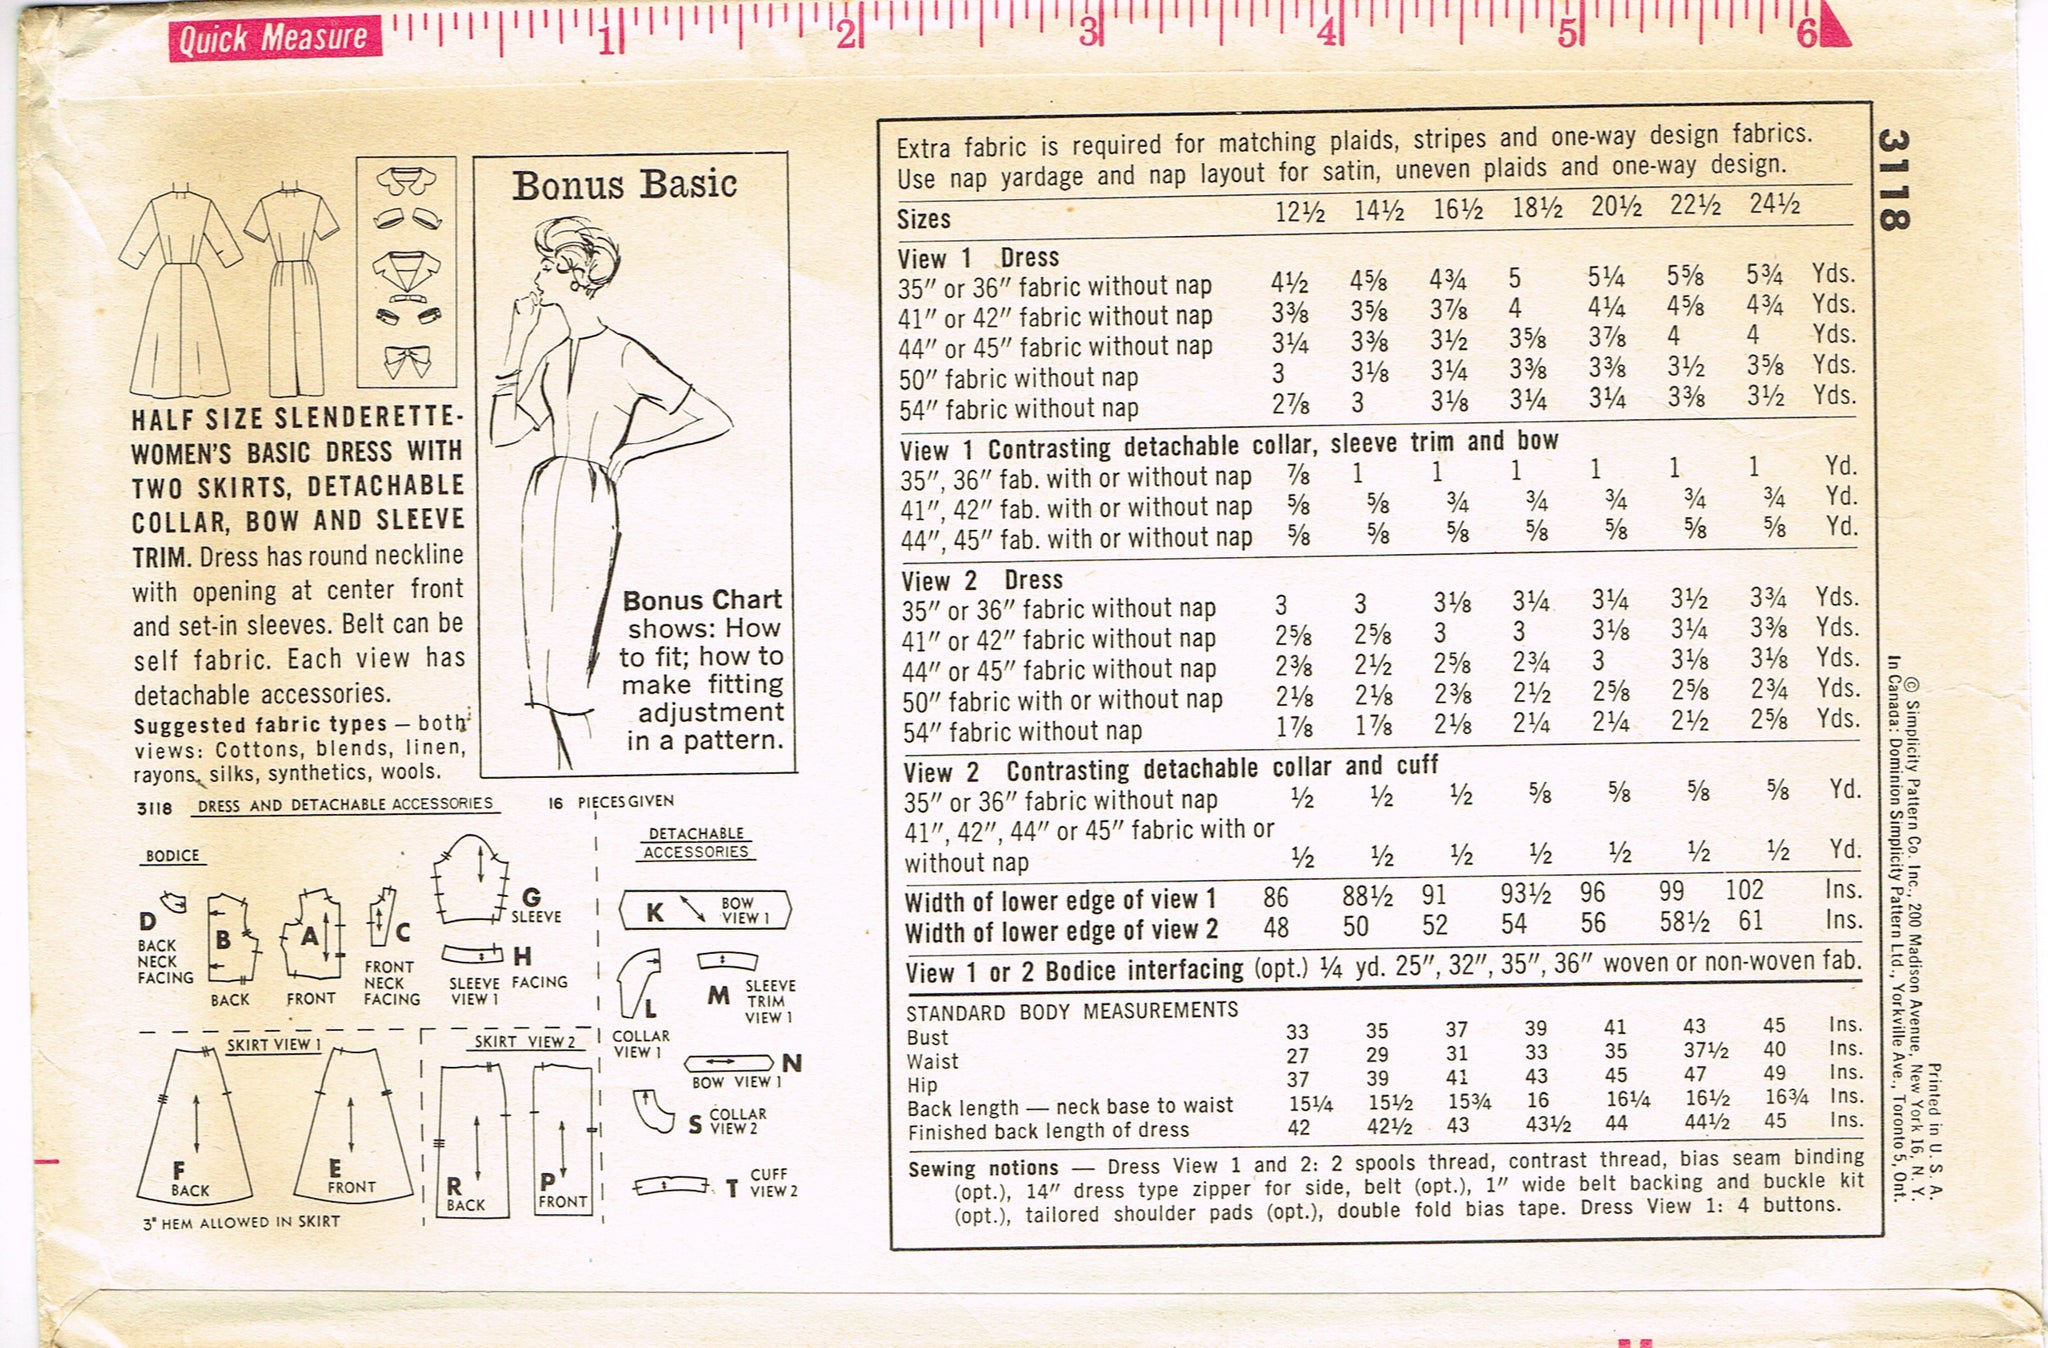 Quick Measure 1 2 3 4 5 6
Bonus Basic
Bonus Chart
shows: How
to fit; how to
make fitting
adjustment
in a pattern.
HALF SIZE SLENDERETTE-
WOMEN'S BASIC DRESS WITH
TWO SKIRTS, DETACHABLE
COLLAR, BOW AND SLEEVE
TRIM. Dress has round neckline
with opening at center front
and set-in sleeves. Belt can be
self fabric. Each view has
detachable accessories.
Suggested fabric types — both
views: Cottons, blends, linen,
rayons, silks, synthetics, wools.
3118 DRESS AND DETACHABLE ACCESSORIES 16 PIECES GIVEN
BODICE
D
BACK
NECK
FACING
B
BACK
A
FRONT
C
FRONT
NECK
FACING
G
SLEEVE
H
SLEEVE FACING
VIEW 1
SKIRT VIEW 1
F
BACK
E
FRONT
3" HEM ALLOWED IN SKIRT
SKIRT VIEW 2
R
BACK
P
FRONT
DETACHABLE
ACCESSORIES
K BOW
VIEW 1
L
COLLAR
VIEW 1
M SLEEVE
TRIM
VIEW 1
N
BOW VIEW 1
S COLLAR
VIEW 2
T CUFF
VIEW 2
Extra fabric is required for matching plaids, stripes and one-way design fabrics.
Use nap yardage and nap layout for satin, uneven plaids and one-way design.
Sizes 12½ 14½ 16½ 18½ 20½ 22½ 24½
View 1 Dress
35" or 36" fabric without nap 4½ 4⅝ 4¾ 5 5¼ 5⅝ 5¾ Yds.
41" or 42" fabric without nap 3⅜ 3⅝ 3⅞ 4 4¼ 4⅝ 4¾ Yds.
44" or 45" fabric without nap 3¼ 3⅜ 3½ 3⅝ 3⅞ 4 4 Yds.
50" fabric without nap 3 3⅛ 3¼ 3⅜ 3⅜ 3½ 3⅝ Yds.
54" fabric without nap 2⅞ 3 3⅛ 3¼ 3¼ 3⅜ 3½ Yds.
View 1 Contrasting detachable collar, sleeve trim and bow
35", 36" fab. with or without nap ⅞ 1 1 1 1 1 1 Yd.
41", 42" fab. with or without nap ⅝ ⅝ ¾ ¾ ¾ ¾ ¾ Yd.
44", 45" fab. with or without nap ⅝ ⅝ ⅝ ⅝ ⅝ ⅝ ⅝ Yd.
View 2 Dress
35" or 36" fabric without nap 3 3 3⅛ 3¼ 3¼ 3½ 3¾ Yds.
41" or 42" fabric without nap 2⅝ 2⅝ 3 3 3⅛ 3¼ 3⅜ Yds.
44" or 45" fabric without nap 2⅜ 2½ 2⅝ 2¾ 3 3⅛ 3⅛ Yds.
50" fabric with or without nap 2⅛ 2⅛ 2⅜ 2½ 2⅝ 2⅝ 2¾ Yds.
54" fabric without nap 1⅞ 1⅞ 2⅛ 2¼ 2¼ 2½ 2⅝ Yds.
View 2 Contrasting detachable collar and cuff
35" or 36" fabric without nap ½ ½ ½ ⅝ ⅝ ⅝ ⅝ Yd.
41", 42", 44" or 45" fabric with or
without nap ½ ½ ½ ½ ½ ½ ½ Yd.
Width of lower edge of view 1 86 88½ 91 93½ 96 99 102 Ins.
Width of lower edge of view 2 48 50 52 54 56 58½ 61 Ins.
View 1 or 2 Bodice interfacing (opt.) ¼ yd. 25", 32", 35", 36" woven or non-woven fab.
STANDARD BODY MEASUREMENTS
Bust 33 35 37 39 41 43 45 Ins.
Waist 27 29 31 33 35 37½ 40 Ins.
Hip 37 39 41 43 45 47 49 Ins.
Back length — neck base to waist 15¼ 15½ 15¾ 16 16¼ 16½ 16¾ Ins.
Finished back length of dress 42 42½ 43 43½ 44 44½ 45 Ins.
Sewing notions — Dress View 1 and 2: 2 spools thread, contrast thread, bias seam binding
(opt.), 14" dress type zipper for side, belt (opt.), 1" wide belt backing and buckle kit
(opt.), tailored shoulder pads (opt.), double fold bias tape. Dress View 1: 4 buttons.
3118
© Simplicity Pattern Co. Inc., 200 Madison Avenue, New York 16, N. Y.
In Canada: Dominion Simplicity Pattern Ltd., Yorkville Ave., Toronto 5, Ont.
Printed in U. S. A.